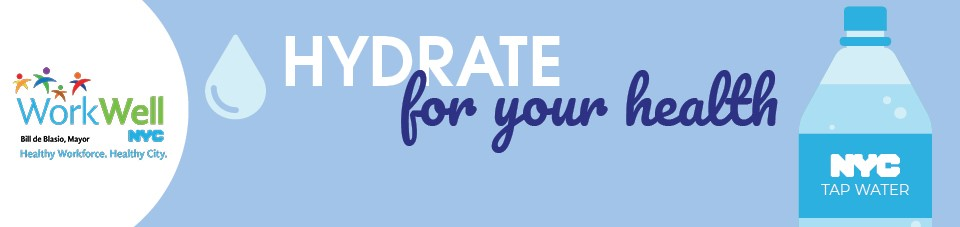 WorkWell
NYC
Bill de Blasio, Mayor
Healthy Workforce. Healthy City.
HYDRATE
for your health
NYC
TAP WATER